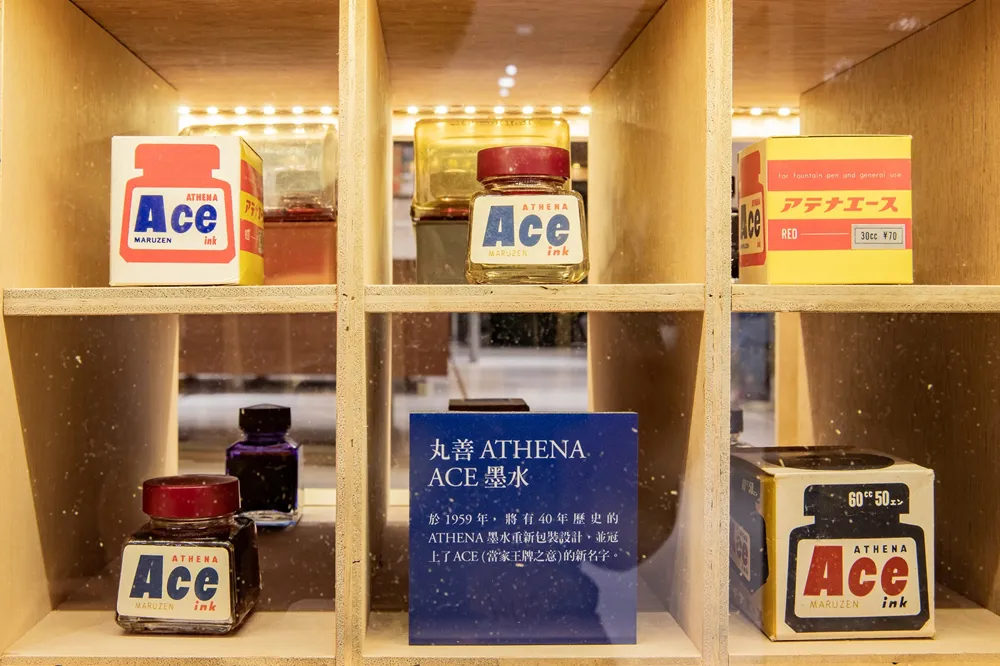 ATHENA
Ace
MARUZEN ink
アテ
ATHENA
Ace
MARUZEN
ink
Ace
for fountain pen and general use
アテナエース
RED
30cc ¥70
ATHENA
Ace
MARUZEN
ink
丸善 ATHENA
ACE 墨水
於 1959 年，將有 40 年歷史的
ATHENA 墨水重新包裝設計，並冠
上了 ACE (當家王牌之意) 的新名字。
60cc 50エン
ATHENA
Ace
MARUZEN ink